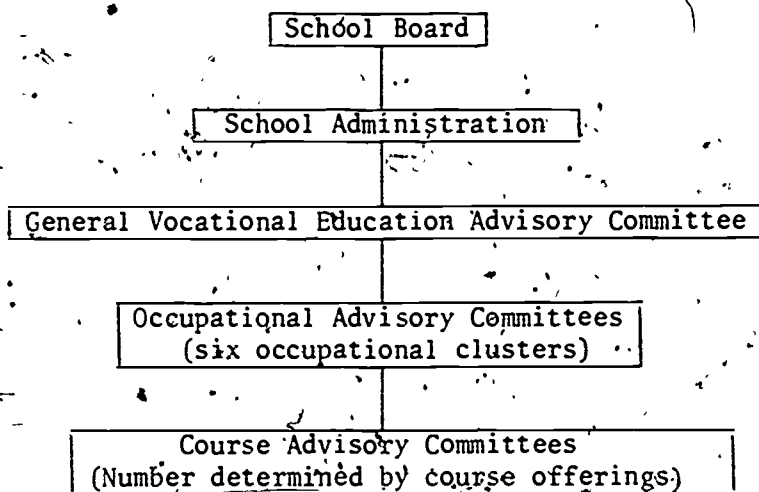 School Board
School Administration
General Vocational Education Advisory Committee
Occupational Advisory Committees
(six occupational clusters)
Course Advisory Committees
(Number determined by course offerings)